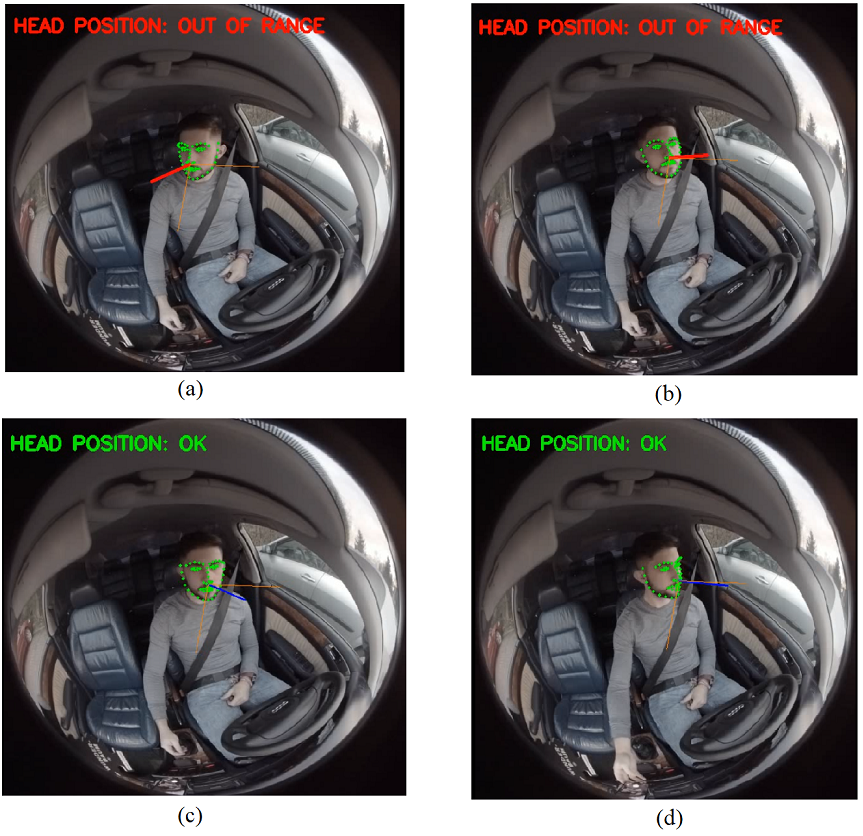 HEAD POSITION: OUT OF RANGE
HEAD POSITION: OUT OF RANGE
(a)
(b)
HEAD POSITION: OK
HEAD POSITION: OK
(c)
(d)